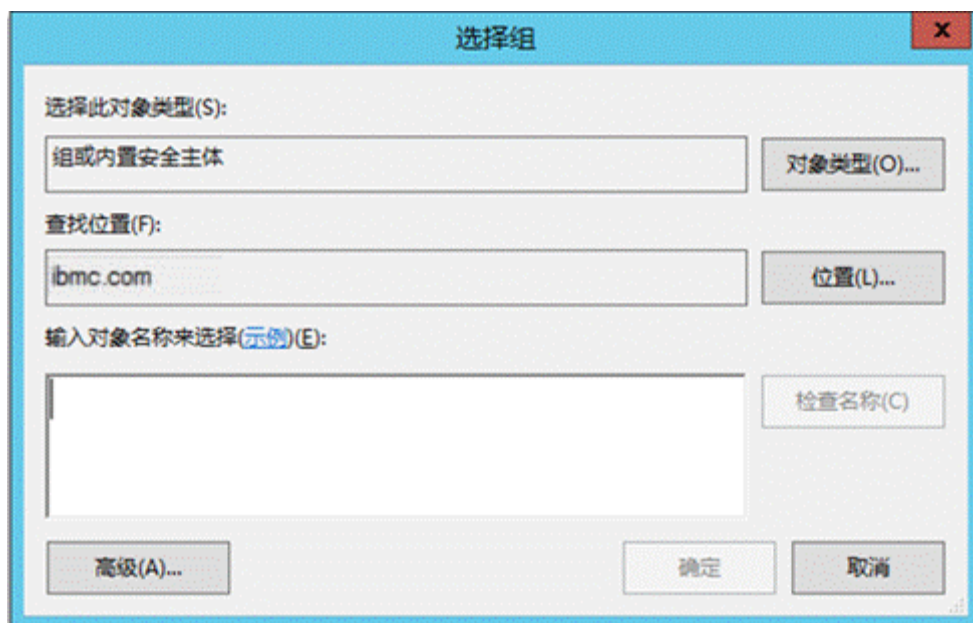 选择组
x
选择此对象类型(S):
组或内置安全主体
对象类型(O)...
查找位置(F):
ibmc.com
位置(L)...
输入对象名称来选择(示例)(E):
检查名称(C)
高级(A)...
确定
取消